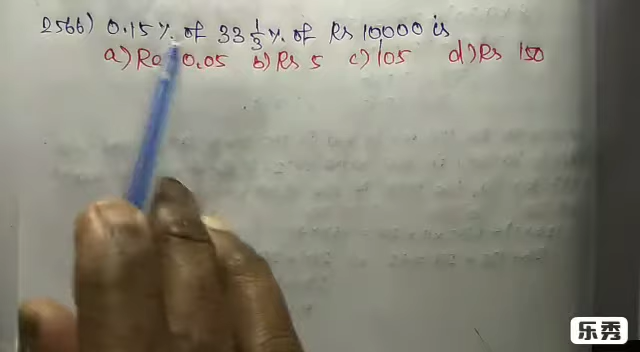 2566) 0.15 %. of 33 1/3 %. of Rs 10000 is
a) Rs 0.05 b) Rs 5 c) 105 d) Rs 150
乐秀